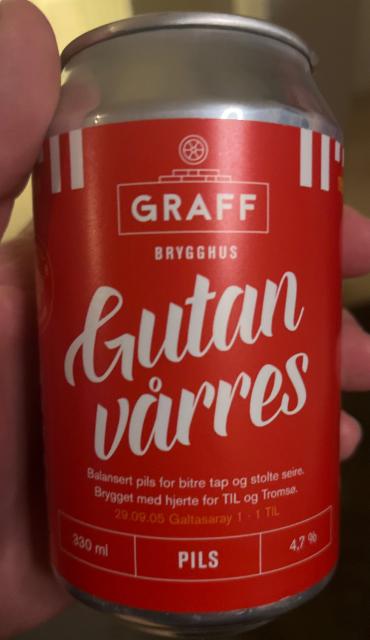 GRAFF
BRYGGHUS
Gutan
vårres
Balansert pils for bitre tap og stolte seire.
Brygget med hjerte for TIL og Tromsø.
29.09.05 Galtasaray 1 - 1 TIL
330 ml PILS 4,7 %